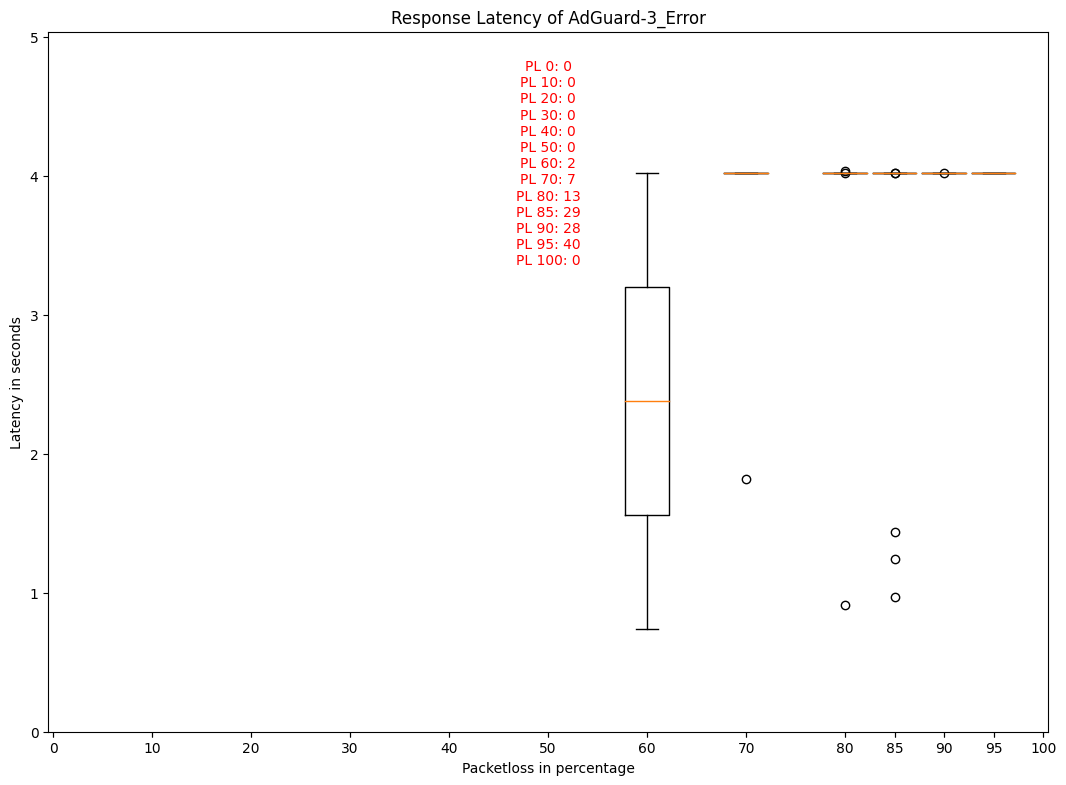 Response Latency of AdGuard-3_Error
5
PL 0: 0
PL 10: 0
PL 20: 0
PL 30: 0
PL 40: 0
PL 50: 0
PL 60: 2
PL 70: 7
PL 80: 13
PL 85: 29
PL 90: 28
PL 95: 40
PL 100: 0
4
3
2
1
0
Latency in seconds
0 10 20 30 40 50 60 70 80 85 90 95 100
Packetloss in percentage